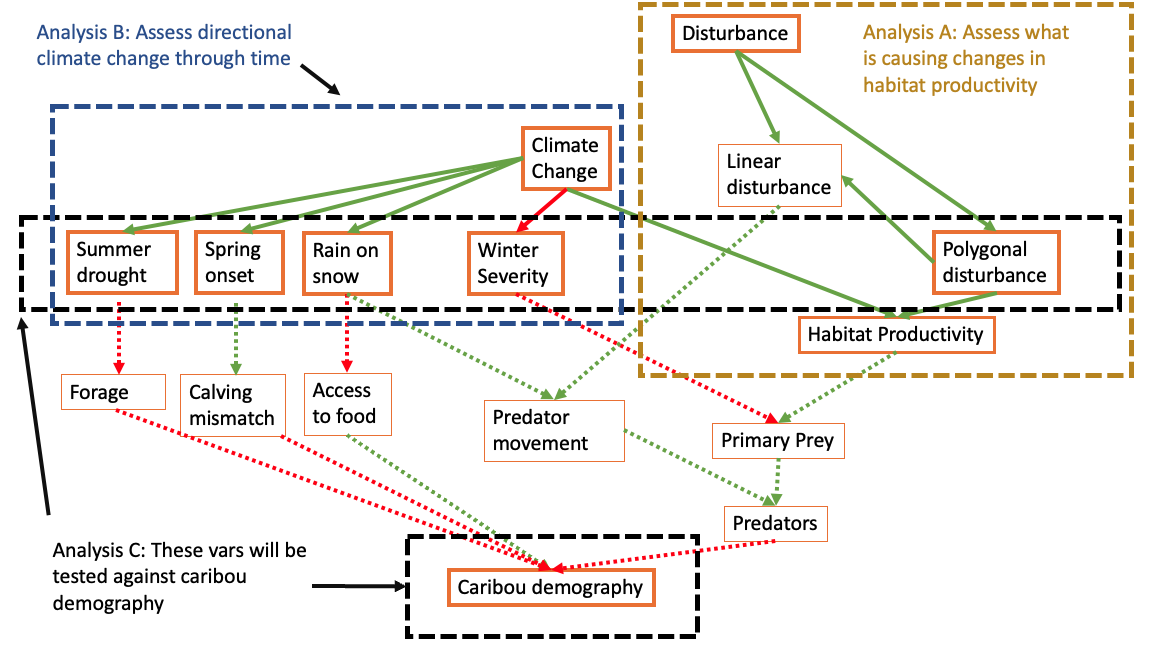 Analysis B: Assess directional
climate change through time
Disturbance
Analysis A: Assess what
is causing changes in
habitat productivity
Climate
Change
Linear
disturbance
Summer
drought
Spring
onset
Rain on
snow
Winter
Severity
Polygonal
disturbance
Habitat Productivity
Forage
Calving
mismatch
Access
to food
Predator
movement
Primary Prey
Predators
Analysis C: These vars will be
tested against caribou
demography
Caribou demography